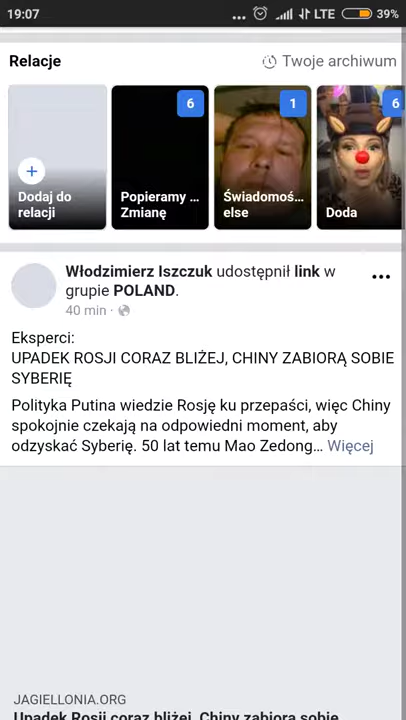 19:07
... LTE 39%
Relacje
Twoje archiwum
6
1
6
Dodaj do
relacji
Popieramy ...
Zmianę
Świadomoś...
else
Doda
Włodzimierz Iszczuk udostępnił link w
grupie POLAND.
40 min ·
Eksperci:
UPADEK ROSJI CORAZ BLIŻEJ, CHINY ZABIORĄ SOBIE
SYBERIĘ
Polityka Putina wiedzie Rosję ku przepaści, więc Chiny
spokojnie czekają na odpowiedni moment, aby
odzyskać Syberię. 50 lat temu Mao Zedong... Więcej
JAGIELLONIA.ORG
Upadek Rosji coraz bliżej, Chiny zabiorą sobie